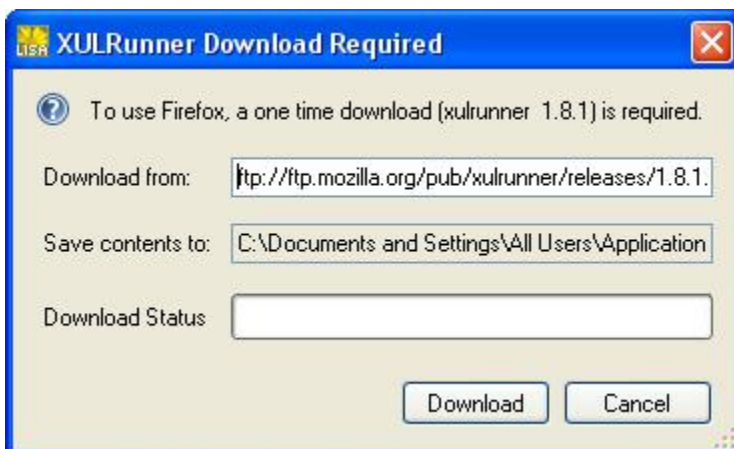 LISA XULRunner Download Required
To use Firefox, a one time download (xulrunner 1.8.1) is required.
Download from: ftp://ftp.mozilla.org/pub/xulrunner/releases/1.8.1.
Save contents to: C:\Documents and Settings\All Users\Application
Download Status
Download Cancel